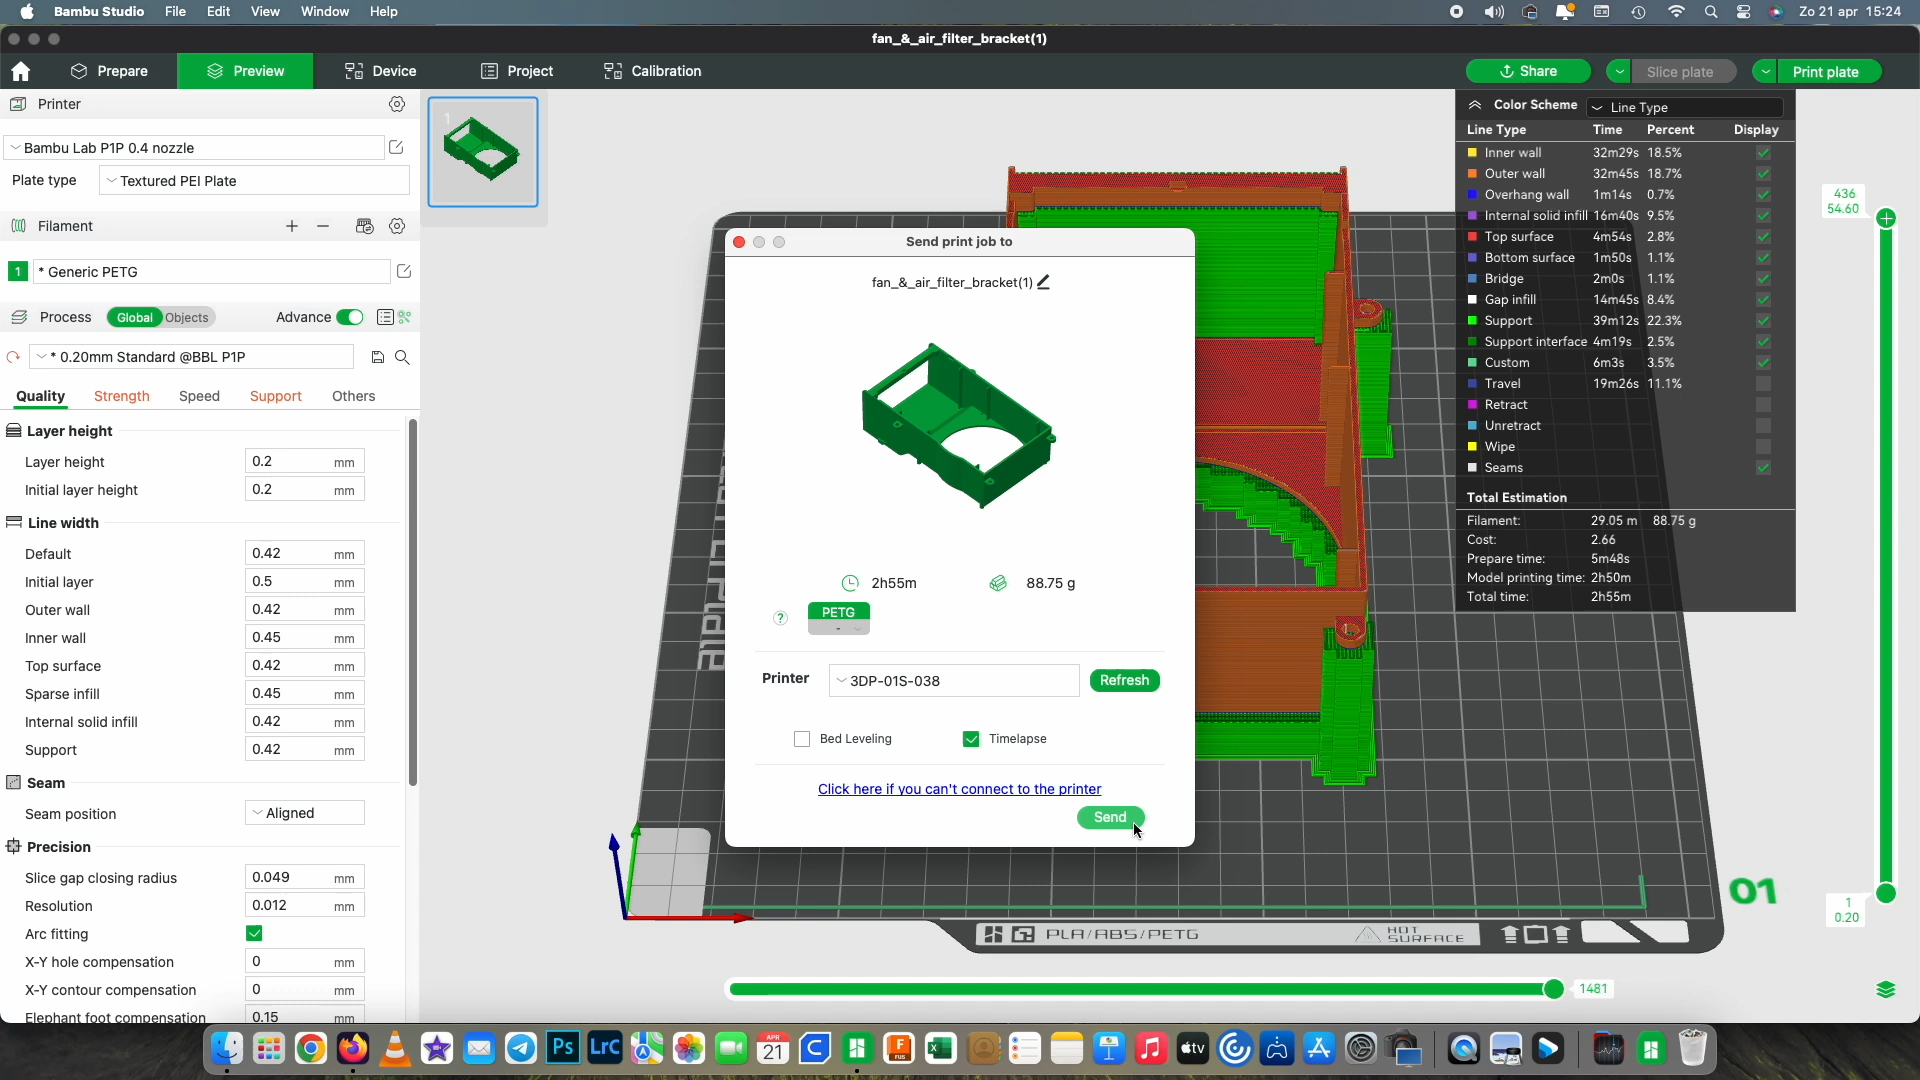 Bambu Studio File Edit View Window Help Zo 21 apr 15:24
fan_&_air_filter_bracket(1)
Prepare Preview Device Project Calibration Share Slice plate Print plate
Printer
Bambu Lab P1P 0.4 nozzle
Plate type Textured PEI Plate
Filament
1 * Generic PETG
Process Global Objects Advance
* 0.20mm Standard @BBL P1P
Quality Strength Speed Support Others
Layer height
Layer height 0.2 mm
Initial layer height 0.2 mm
Line width
Default 0.42 mm
Initial layer 0.5 mm
Outer wall 0.42 mm
Inner wall 0.45 mm
Top surface 0.42 mm
Sparse infill 0.45 mm
Internal solid infill 0.42 mm
Support 0.42 mm
Seam
Seam position Aligned
Precision
Slice gap closing radius 0.049 mm
Resolution 0.012 mm
Arc fitting
X-Y hole compensation 0 mm
X-Y contour compensation 0 mm
Elephant foot compensation 0.15 mm
1
Send print job to
fan_&_air_filter_bracket(1)
2h55m 88.75 g
? PETG
-
Printer 3DP-01S-038 Refresh
Bed Leveling Timelapse
Click here if you can't connect to the printer
Send
Color Scheme Line Type
Line Type Time Percent Display
Inner wall 32m29s 18.5%
Outer wall 32m45s 18.7%
Overhang wall 1m14s 0.7%
Internal solid infill 16m40s 9.5%
Top surface 4m54s 2.8%
Bottom surface 1m50s 1.1%
Bridge 2m0s 1.1%
Gap infill 14m45s 8.4%
Support 39m12s 22.3%
Support interface 4m19s 2.5%
Custom 6m3s 3.5%
Travel 19m26s 11.1%
Retract
Unretract
Wipe
Seams
Total Estimation
Filament: 29.05 m 88.75 g
Cost: 2.66
Prepare time: 5m48s
Model printing time: 2h50m
Total time: 2h55m
436
54.60
1
0.20
01
PLA/ABS/PETG
HOT
SURFACE
1481
Ps LrC
APR
21
tv
FUS